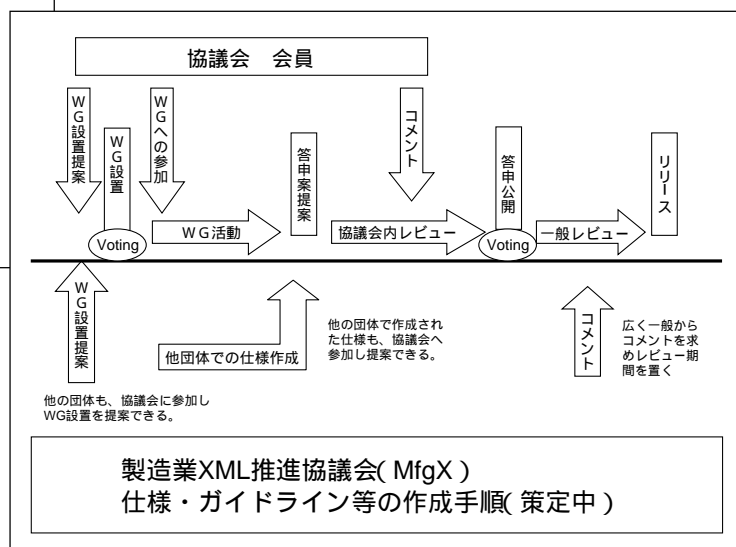 協議会　会員
WG設置提案
WG設置
WGへの参加
答申案提案
コメント
答申公開
リリース
Voting
WG活動
協議会内レビュー
Voting
一般レビュー
WG設置提案
他団体での仕様作成
他の団体で作成され
た仕様も、協議会へ
参加し提案できる。
コメント
広く一般から
コメントを求
めレビュー期
間を置く
他の団体も、協議会に参加し
WG設置を提案できる。
製造業XML推進協議会(MfgX)
仕様・ガイドライン等の作成手順(策定中)